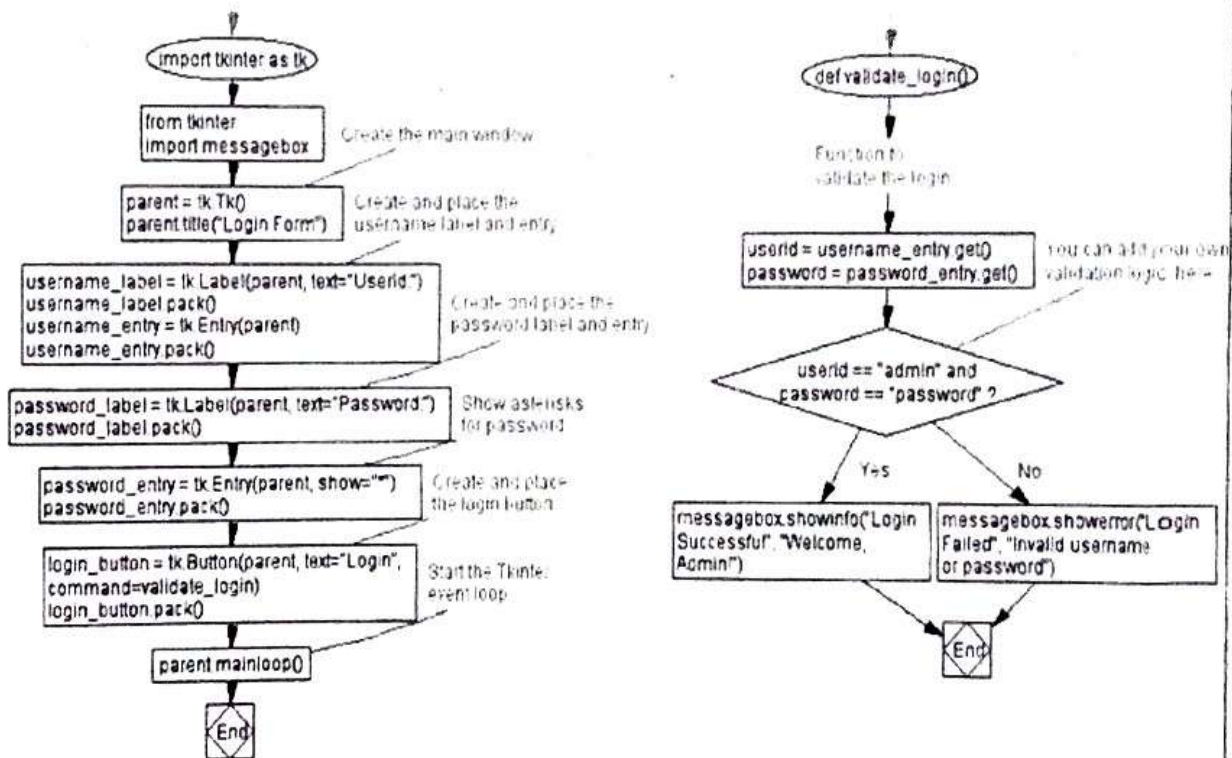 import tkinter as tk
from tkinter
import messagebox
Create the main window
parent = tk.Tk()
parent.title("Login Form")
Create and place the
username label and entry
username_label = tk.Label(parent, text="Userid:")
username_label.pack()
username_entry = tk.Entry(parent)
username_entry.pack()
Create and place the
password label and entry
password_label = tk.Label(parent, text="Password:")
password_label.pack()
Show asterisks
for password
password_entry = tk.Entry(parent, show="*")
password_entry.pack()
Create and place
the login button
login_button = tk.Button(parent, text="Login",
command=validate_login)
login_button.pack()
Start the Tkinter
event loop
parent.mainloop()
End
def validate_login()
Function to
validate the login
userid = username_entry.get()
password = password_entry.get()
You can add your own
validation logic here
userid == "admin" and
password == "password" ?
Yes
No
messagebox.showinfo("Login
Successful", "Welcome,
Admin!")
messagebox.showerror("Login
Failed", "Invalid username
or password")
End